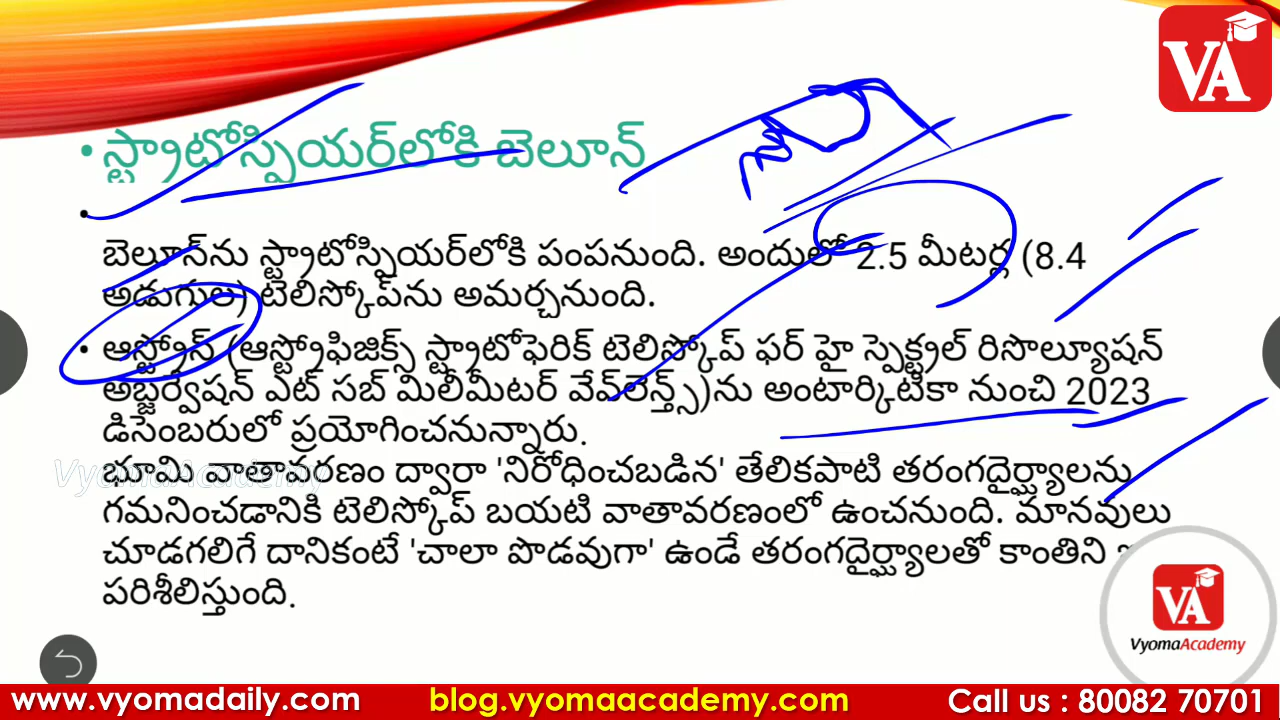 VA
• స్ట్రాటోస్ఫియర్‌లోకి బెలూన్
•
బెలూన్‌ను స్ట్రాటోస్ఫియర్‌లోకి పంపనుంది. అందులో 2.5 మీటర్ల (8.4
అడుగుల) టెలిస్కోప్‌ను అమర్చనుంది.
• ఆస్ట్రోస్ (ఆస్ట్రోఫిజిక్స్ స్ట్రాటోఫెరిక్ టెలిస్కోప్ ఫర్ హై స్పెక్ట్రల్ రిసొల్యూషన్
అబ్జర్వేషన్ ఎట్ సబ్ మిలీమీటర్ వేవ్‌లెన్త్స్)ను అంటార్కిటికా నుంచి 2023
డిసెంబరులో ప్రయోగించనున్నారు.
VyomaAcademy
భూమి వాతావరణం ద్వారా 'నిరోధించబడిన' తేలికపాటి తరంగదైర్ఘ్యాలను
గమనించడానికి టెలిస్కోప్ బయటి వాతావరణంలో ఉంచనుంది. మానవులు
చూడగలిగే దానికంటే 'చాలా పొడవుగా' ఉండే తరంగదైర్ఘ్యాలతో కాంతిని
పరిశీలిస్తుంది.
VA
VyomaAcademy
www.vyomadaily.com blog.vyomaacademy.com Call us : 80082 70701